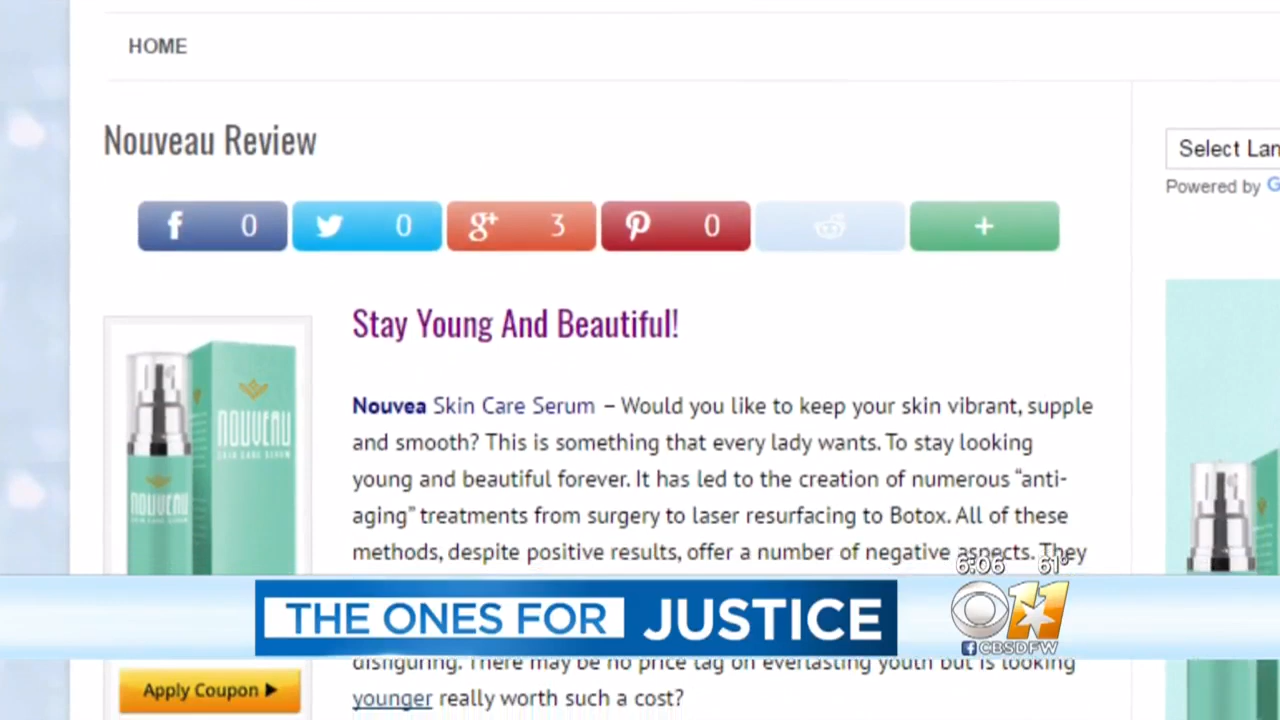 HOME
Nouveau Review
Select Lan
Powered by G
f 0
0
g+ 3
0
+
Stay Young And Beautiful!
Nouvea Skin Care Serum – Would you like to keep your skin vibrant, supple
and smooth? This is something that every lady wants. To stay looking
young and beautiful forever. It has led to the creation of numerous “anti-
aging” treatments from surgery to laser resurfacing to Botox. All of these
methods, despite positive results, offer a number of negative aspects. They
NOUVEAU
SKIN CARE SERUM
NOUVEAU
SKIN CARE SERUM
6:06 61°
THE ONES FOR JUSTICE
11
f CBSDFW
disfiguring. There may be no price tag on everlasting youth but is looking
younger really worth such a cost?
Apply Coupon